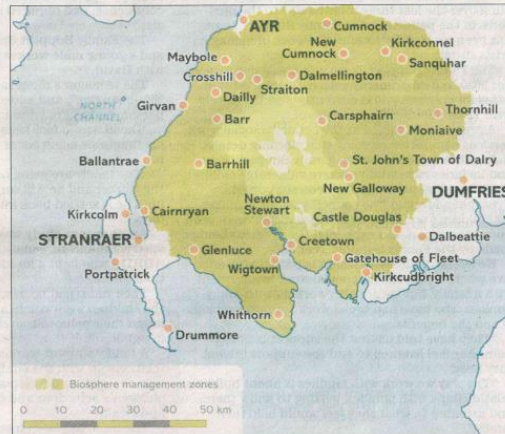 AYR
Cumnock
New
Cumnock
Kirkconnel
Sanquhar
Maybole
Crosshill
Straiton
Dalmellington
Dailly
Girvan
NORTH
CHANNEL
Barr
Carsphairn
Thornhill
Moniaive
Ballantrae
Barrhill
St. John's Town of Dalry
New Galloway
DUMFRIES
Kirkcolm
Cairnryan
Newton
Stewart
Castle Douglas
STRANRAER
Dalbeattie
Glenluce
Creetown
Portpatrick
Wigtown
Gatehouse of Fleet
Kirkcudbright
Whithorn
Drummore
Biosphere management zones
0 10 20 30 40 50 km